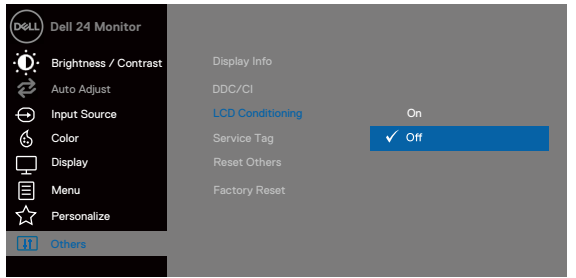 DELL Dell 24 Monitor
Brightness / Contrast
Auto Adjust
Input Source
Color
Display
Menu
Personalize
Others
Display Info
DDC/CI
LCD Conditioning
On
Off
Service Tag
Reset Others
Factory Reset